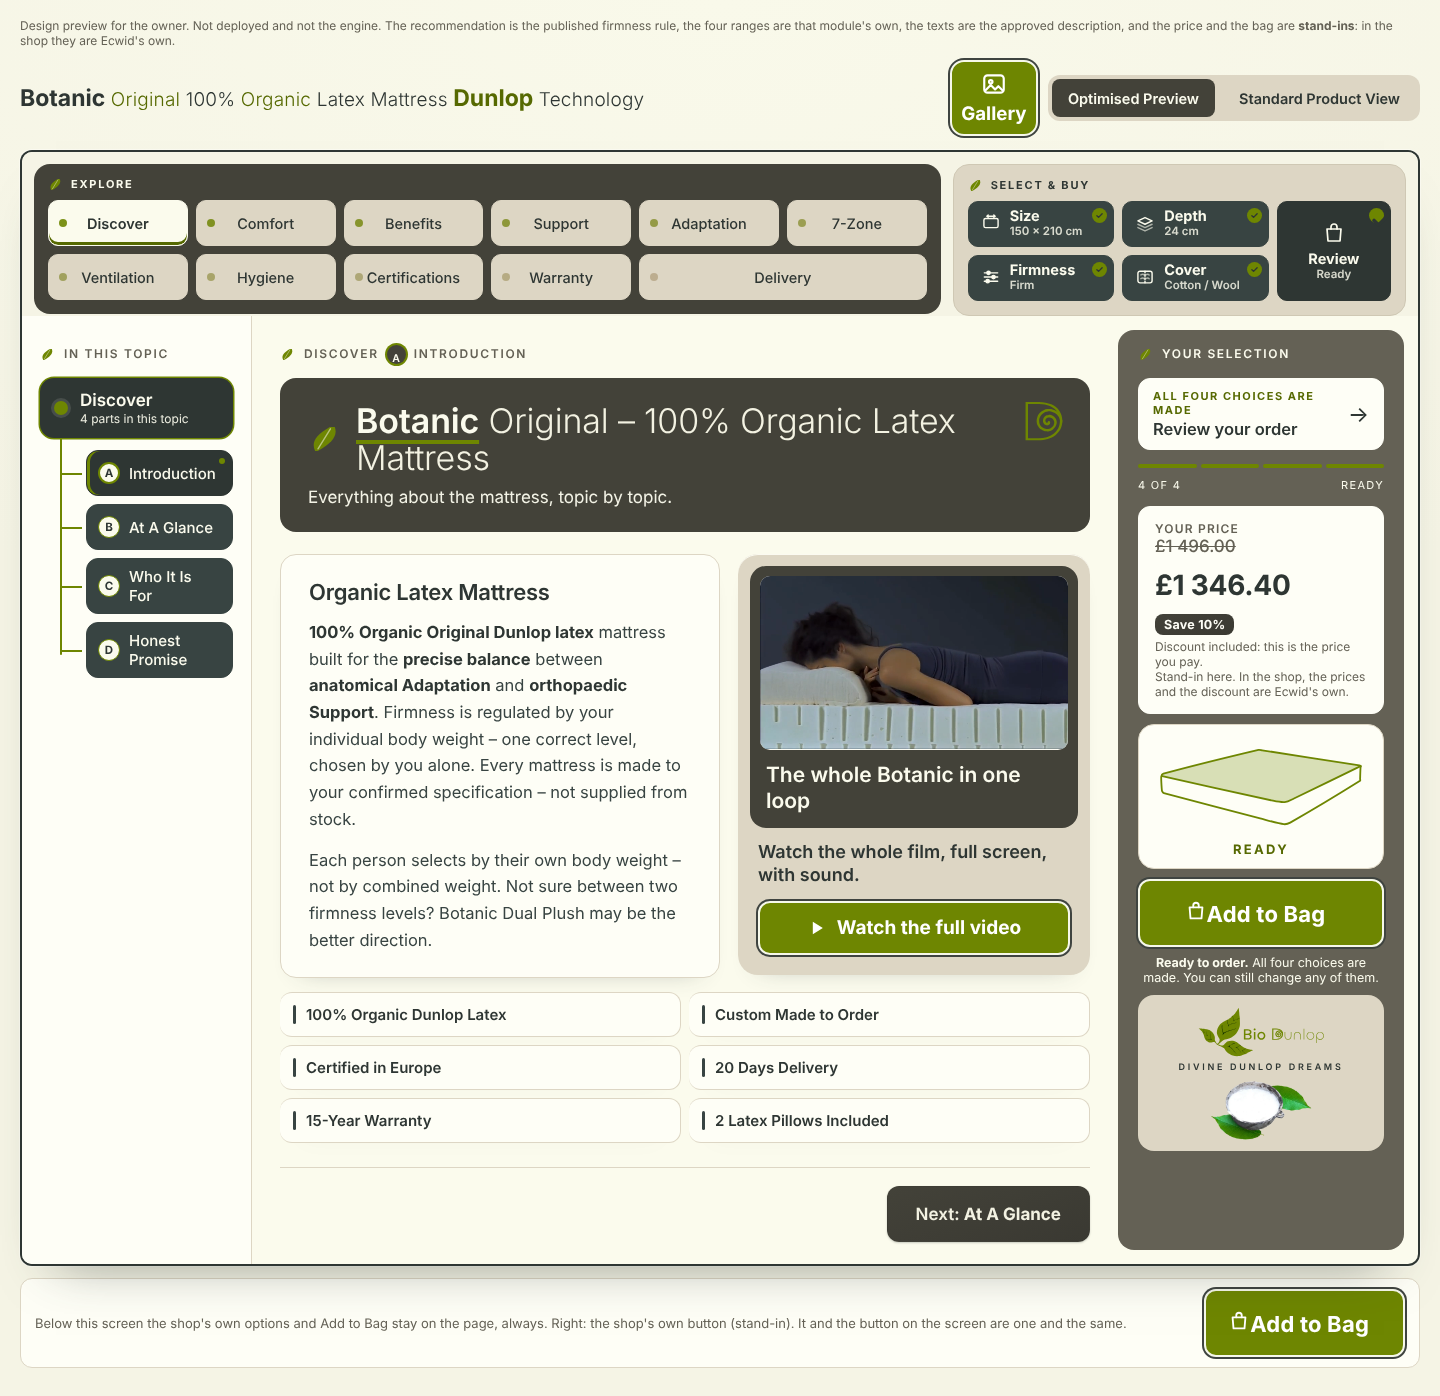 Design preview for the owner. Not deployed and not the engine. The recommendation is the published firmness rule, the four ranges are that module's own, the texts are the approved description, and the price and the bag are stand-ins: in the
shop they are Ecwid's own.
Botanic Original 100% Organic Latex Mattress Dunlop Technology
Gallery
Optimised Preview
Standard Product View
EXPLORE
Discover
Comfort
Benefits
Support
Adaptation
7-Zone
Ventilation
Hygiene
Certifications
Warranty
Delivery
SELECT & BUY
Size
150 × 210 cm
Depth
24 cm
Firmness
Firm
Cover
Cotton / Wool
Review
Ready
IN THIS TOPIC
Discover
4 parts in this topic
A Introduction
B At A Glance
C Who It Is
For
D Honest
Promise
DISCOVER A INTRODUCTION
Botanic Original – 100% Organic Latex
Mattress
Everything about the mattress, topic by topic.
Organic Latex Mattress
100% Organic Original Dunlop latex mattress
built for the precise balance between
anatomical Adaptation and orthopaedic
Support. Firmness is regulated by your
individual body weight – one correct level,
chosen by you alone. Every mattress is made to
your confirmed specification – not supplied from
stock.
Each person selects by their own body weight –
not by combined weight. Not sure between two
firmness levels? Botanic Dual Plush may be the
better direction.
The whole Botanic in one
loop
Watch the whole film, full screen,
with sound.
Watch the full video
100% Organic Dunlop Latex
Custom Made to Order
Certified in Europe
20 Days Delivery
15-Year Warranty
2 Latex Pillows Included
Next: At A Glance
YOUR SELECTION
ALL FOUR CHOICES ARE
MADE
Review your order
4 OF 4
READY
YOUR PRICE
£1 496.00
£1 346.40
Save 10%
Discount included: this is the price
you pay.
Stand-in here. In the shop, the prices
and the discount are Ecwid's own.
READY
Add to Bag
Ready to order. All four choices are
made. You can still change any of them.
Bio Dunlop
DIVINE DUNLOP DREAMS
Below this screen the shop's own options and Add to Bag stay on the page, always. Right: the shop's own button (stand-in). It and the button on the screen are one and the same.
Add to Bag